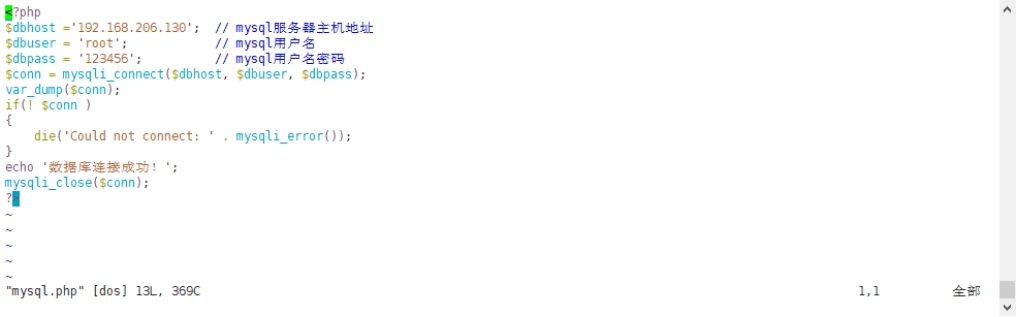 <?php
$dbhost ='192.168.206.130';  // mysql服务器主机地址
$dbuser = 'root';            // mysql用户名
$dbpass = '123456';          // mysql用户名密码
$conn = mysqli_connect($dbhost, $dbuser, $dbpass);
var_dump($conn);
if(! $conn )
{
    die('Could not connect: ' . mysqli_error());
}
echo '数据库连接成功！';
mysqli_close($conn);
?>
~
~
~
~
~
"mysql.php" [dos] 13L, 369C 1,1 全部